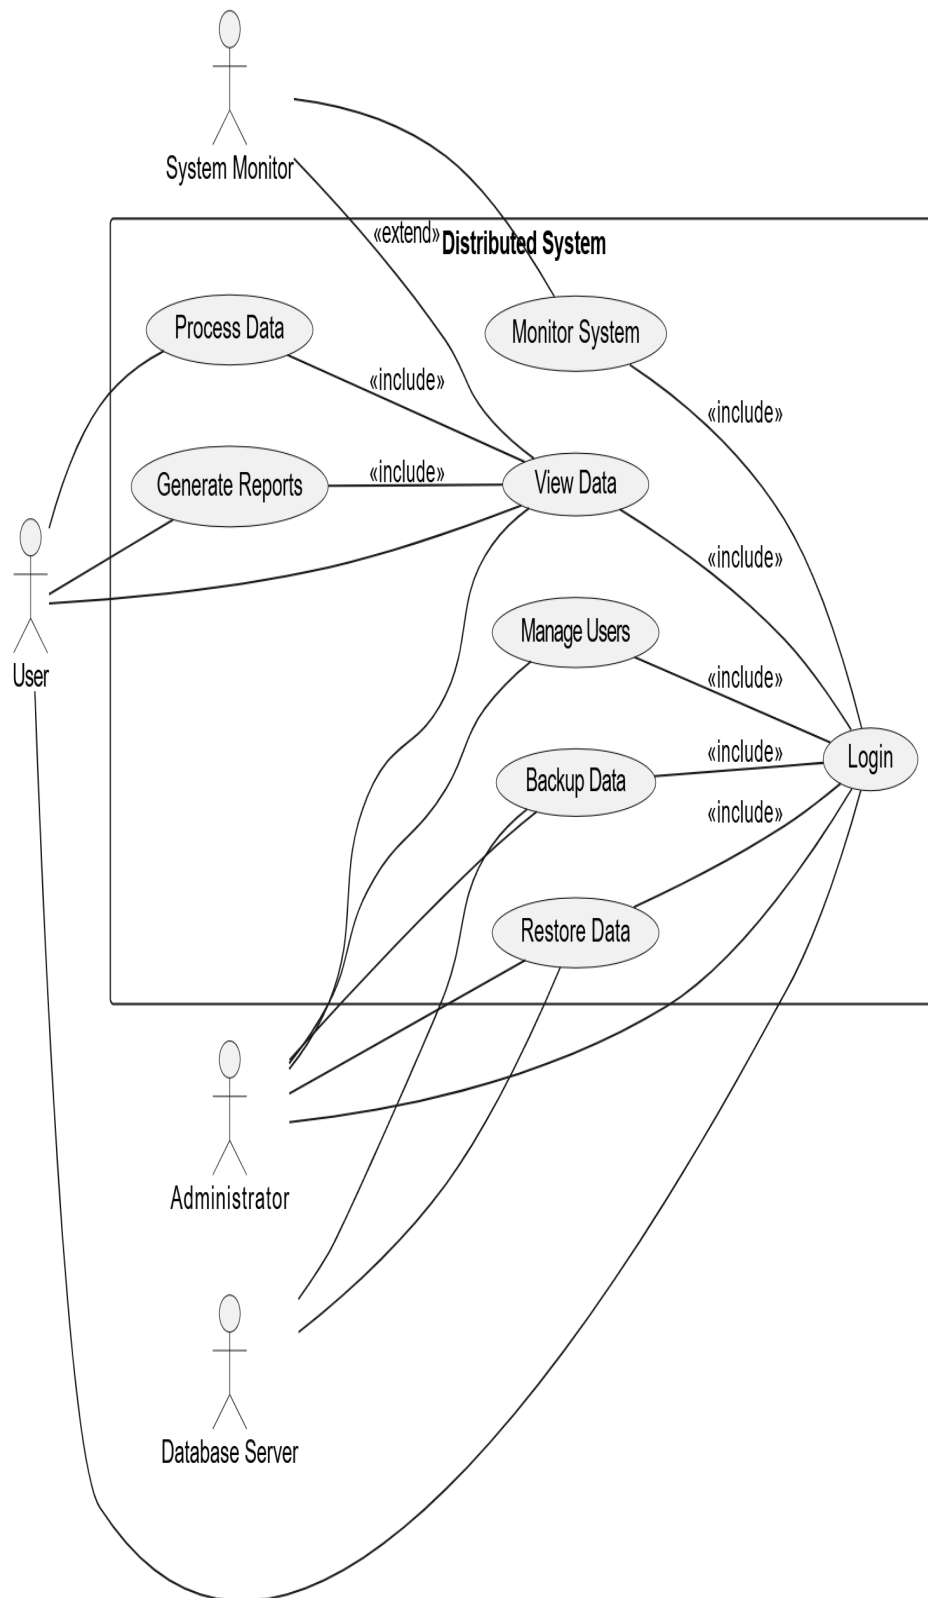 System Monitor
«extend»
Distributed System
Process Data
Monitor System
«include»
«include»
Generate Reports
«include»
View Data
«include»
User
Manage Users
«include»
«include»
Login
Backup Data
«include»
Restore Data
Administrator
Database Server